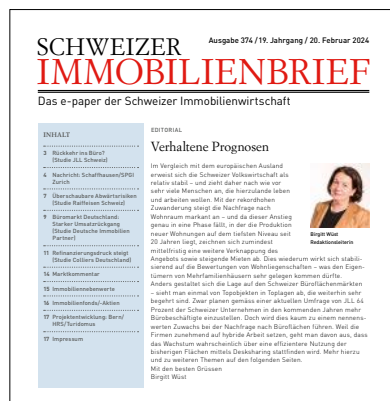 SCHWEIZER
Ausgabe 374 / 19. Jahrgang / 20. Februar 2024
IMMOBILIENBRIEF
Das e-paper der Schweizer Immobilienwirtschaft
INHALT
3 Rückkehr ins Büro?
(Studie JLL Schweiz)
4 Nachricht: Schaffhausen/SPGI
Zurich
7 Überschaubare Abwärtsrisiken
(Studie Raiffeisen Schweiz)
9 Büromarkt Deutschland:
Starker Umsatzrückgang
(Studie Deutsche Immobilien
Partner)
11 Refinanzierungsdruck steigt
(Studie Colliers Deutschland)
14 Marktkommentar
15 Immobiliennebenwerte
16 Immobilienfonds/-Aktien
17 Projektentwicklung: Bern/
HRS/Turidomus
17 Impressum
EDITORIAL
Verhaltene Prognosen
Im Vergleich mit dem europäischen Ausland
erweist sich die Schweizer Volkswirtschaft als
relativ stabil – und zieht daher nach wie vor
sehr viele Menschen an, die hierzulande leben
und arbeiten wollen. Mit der rekordhohen
Zuwanderung steigt die Nachfrage nach
Wohnraum markant an – und da dieser Anstieg
genau in eine Phase fällt, in der die Produktion
neuer Wohnungen auf dem tiefsten Niveau seit
20 Jahren liegt, zeichnen sich zumindest
mittelfristig eine weitere Verknappung des
Angebots sowie steigende Mieten ab. Dies wiederum wirkt sich stabili-
sierend auf die Bewertungen von Wohnliegenschaften – was den Eigen-
tümern von Mehrfamilienhäusern sehr gelegen kommen dürfte.
Anders gestaltet sich die Lage auf den Schweizer Büroflächenmärkten
– sieht man einmal von Topobjekten in Toplagen ab, die weiterhin sehr
begehrt sind. Zwar planen gemäss einer aktuellen Umfrage von JLL 64
Prozent der Schweizer Unternehmen in den kommenden Jahren mehr
Bürobeschäftigte einzustellen. Doch wird dies kaum zu einem nennens-
werten Zuwachs bei der Nachfrage nach Büroflächen führen. Weil die
Firmen zunehmend auf hybride Arbeit setzen, geht man davon aus, dass
das Wachstum wahrscheinlich über eine effizientere Nutzung der
bisherigen Flächen mittels Desksharing stattfinden wird. Mehr hierzu
und zu weiteren Themen auf den folgenden Seiten.
Mit den besten Grüssen
Birgitt Wüst
Birgitt Wüst
Redaktionsleiterin